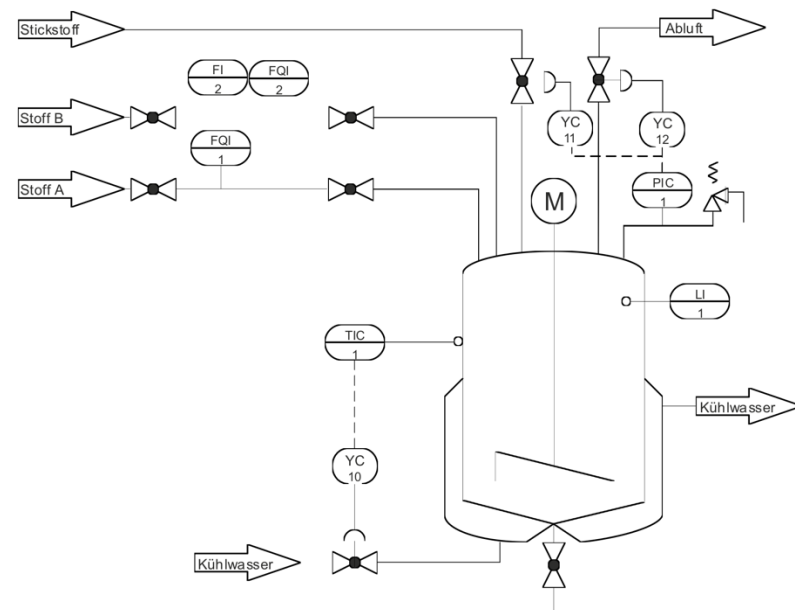 Stickstoff
Abluft
FI
2
FQI
2
YC
11
YC
12
Stoff B
FQI
1
Stoff A
PIC
1
M
LI
1
TIC
1
Kühlwasser
YC
10
Kühlwasser